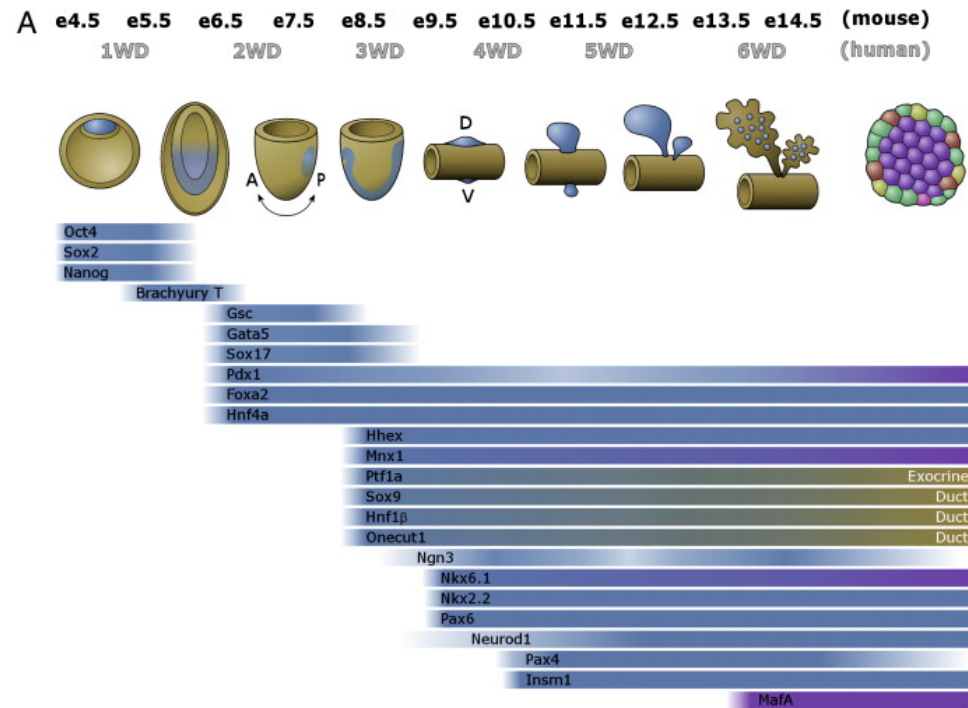 A e4.5 e5.5 e6.5 e7.5 e8.5 e9.5 e10.5 e11.5 e12.5 e13.5 e14.5 (mouse)
1WD 2WD 3WD 4WD 5WD 6WD (human)
D
A P
V
Oct4
Sox2
Nanog
Brachyury T
Gsc
Gata5
Sox17
Pdx1
Foxa2
Hnf4a
Hhex
Mnx1
Ptf1a Exocrine
Sox9 Duct
Hnf1β Duct
Onecut1 Duct
Ngn3
Nkx6.1
Nkx2.2
Pax6
Neurod1
Pax4
Insm1
MafA